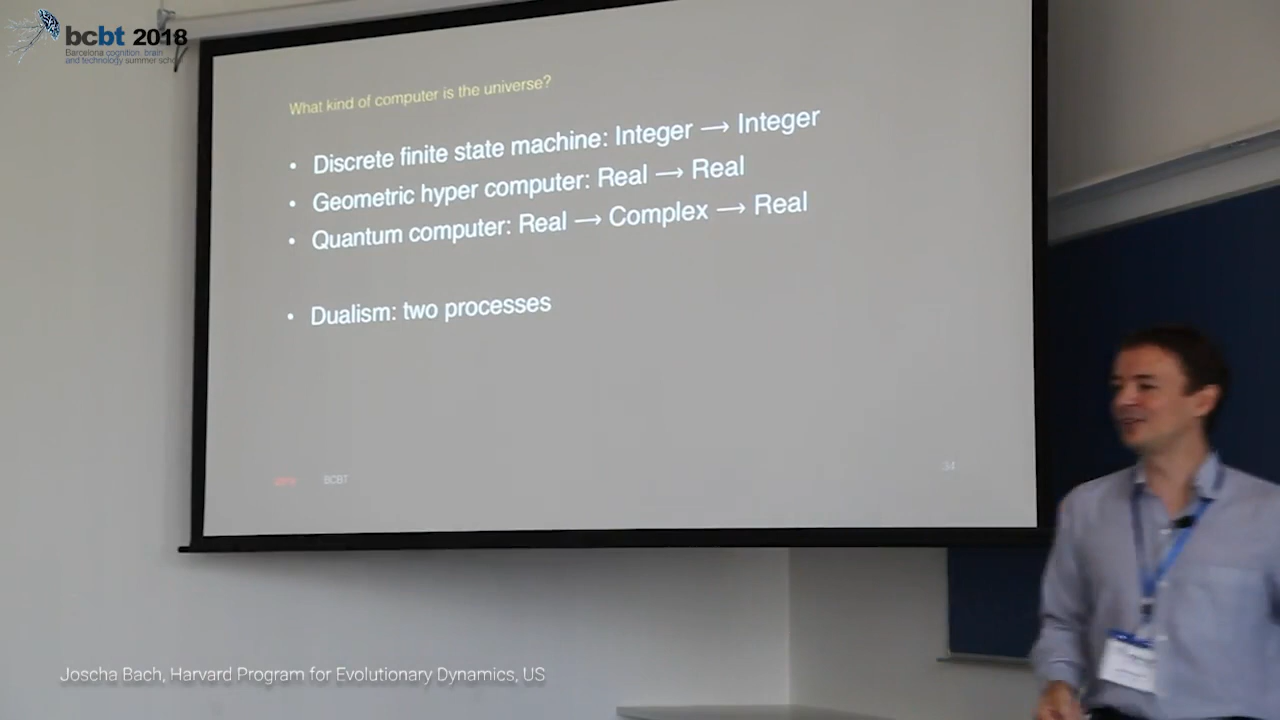 bcbt 2018
Barcelona cognition, brain
and technology summer school
What kind of computer is the universe?
• Discrete finite state machine: Integer → Integer
• Geometric hyper computer: Real → Real
• Quantum computer: Real → Complex → Real
• Dualism: two processes
BCBT
34
Joscha Bach, Harvard Program for Evolutionary Dynamics, US